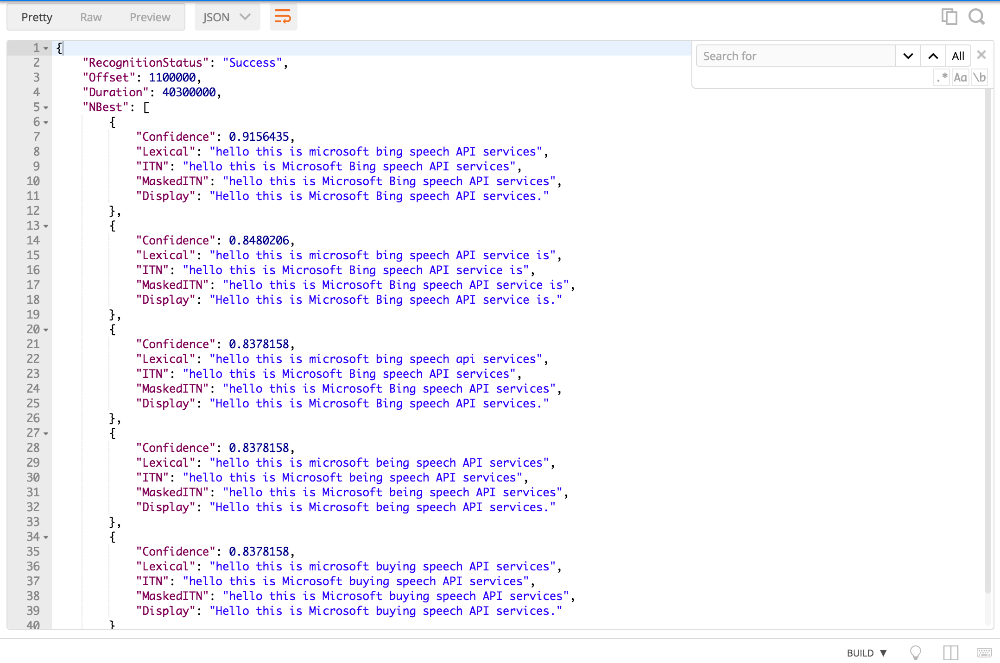 Pretty Raw Preview JSON
Search for All
.* Aa \b
1 {
2 "RecognitionStatus": "Success",
3 "Offset": 1100000,
4 "Duration": 40300000,
5 "NBest": [
6 {
7 "Confidence": 0.9156435,
8 "Lexical": "hello this is microsoft bing speech API services",
9 "ITN": "hello this is Microsoft Bing speech API services",
10 "MaskedITN": "hello this is Microsoft Bing speech API services",
11 "Display": "Hello this is Microsoft Bing speech API services."
12 },
13 {
14 "Confidence": 0.8480206,
15 "Lexical": "hello this is microsoft bing speech API service is",
16 "ITN": "hello this is Microsoft Bing speech API service is",
17 "MaskedITN": "hello this is Microsoft Bing speech API service is",
18 "Display": "Hello this is Microsoft Bing speech API service is."
19 },
20 {
21 "Confidence": 0.8378158,
22 "Lexical": "hello this is microsoft bing speech api services",
23 "ITN": "hello this is Microsoft Bing speech API services",
24 "MaskedITN": "hello this is Microsoft Bing speech API services",
25 "Display": "Hello this is Microsoft Bing speech API services."
26 },
27 {
28 "Confidence": 0.8378158,
29 "Lexical": "hello this is microsoft being speech API services",
30 "ITN": "hello this is Microsoft being speech API services",
31 "MaskedITN": "hello this is Microsoft being speech API services",
32 "Display": "Hello this is Microsoft being speech API services."
33 },
34 {
35 "Confidence": 0.8378158,
36 "Lexical": "hello this is microsoft buying speech API services",
37 "ITN": "hello this is Microsoft buying speech API services",
38 "MaskedITN": "hello this is Microsoft buying speech API services",
39 "Display": "Hello this is Microsoft buying speech API services."
40 }
BUILD